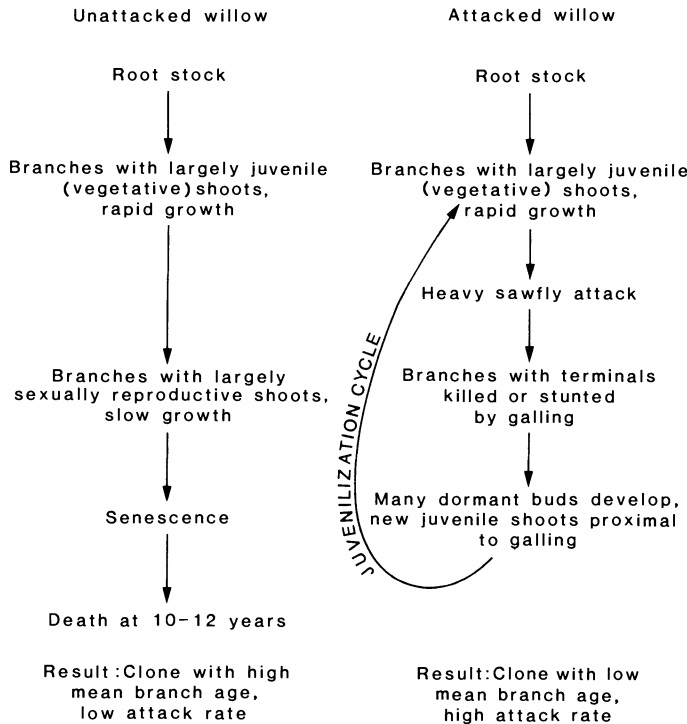 Unattacked willow
Root stock
Branches with largely juvenile
(vegetative) shoots,
rapid growth
Branches with largely
sexually reproductive shoots,
slow growth
Senescence
Death at 10-12 years
Result: Clone with high
mean branch age,
low attack rate
Attacked willow
Root stock
Branches with largely juvenile
(vegetative) shoots,
rapid growth
Heavy sawfly attack
Branches with terminals
killed or stunted
by galling
Many dormant buds develop,
new juvenile shoots proximal
to galling
JUVENILIZATION CYCLE
Result: Clone with low
mean branch age,
high attack rate